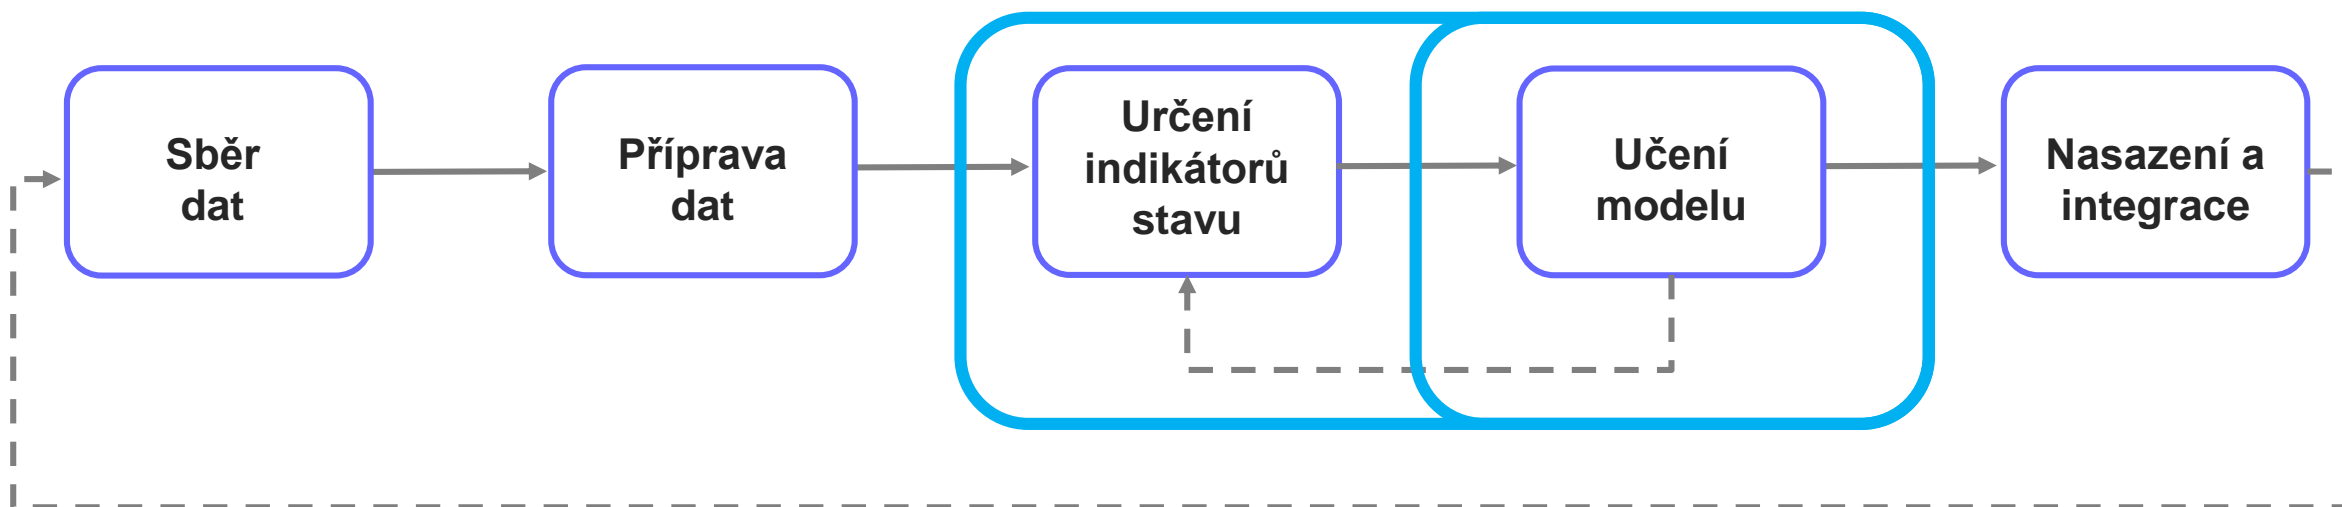 Sběr
dat
Příprava
dat
Určení
indikátorů
stavu
Učení
modelu
Nasazení a
integrace